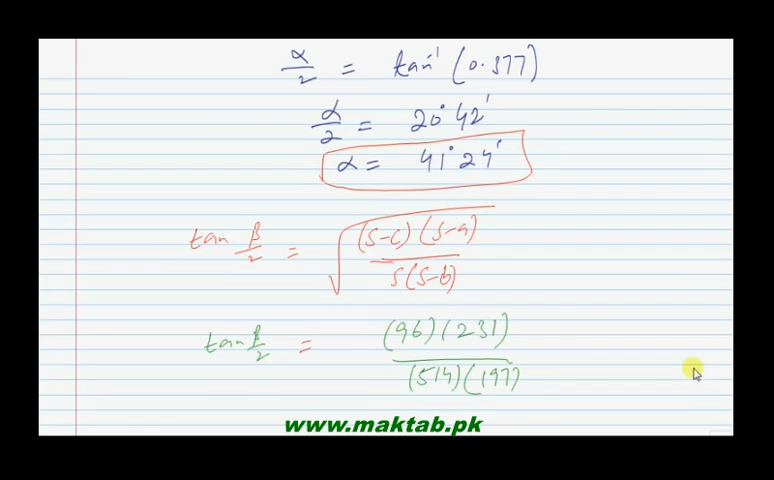 α/2 = tan⁻¹ (0.377)
α/2 = 20° 42'
α = 41° 24'
tan β/2 = √((s-c)(s-a) / s(s-b))
tan β/2 = (96)(231) / (514)(197)
www.maktab.pk